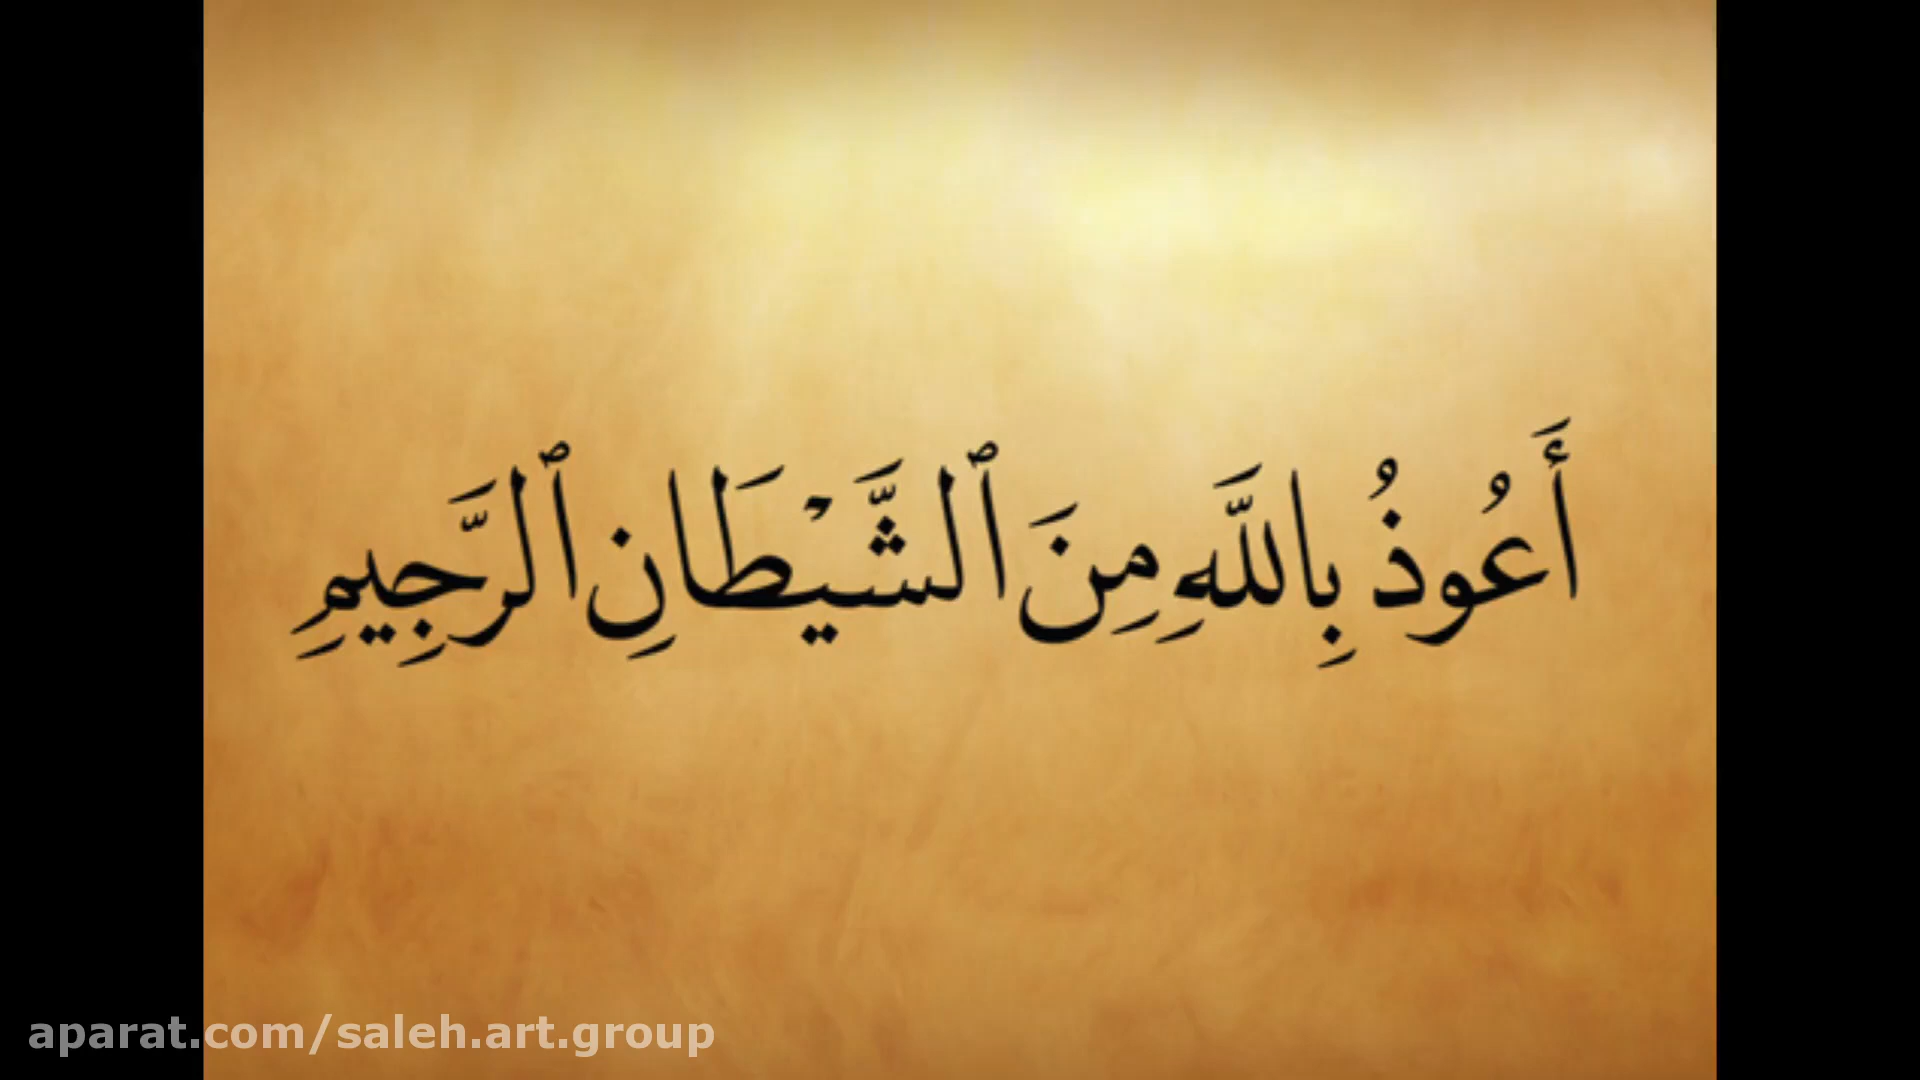 أَعُوذُ بِاللَّهِ مِنَ ٱلشَّيْطَانِ ٱلرَّجِيمِ
aparat.com/saleh.art.group